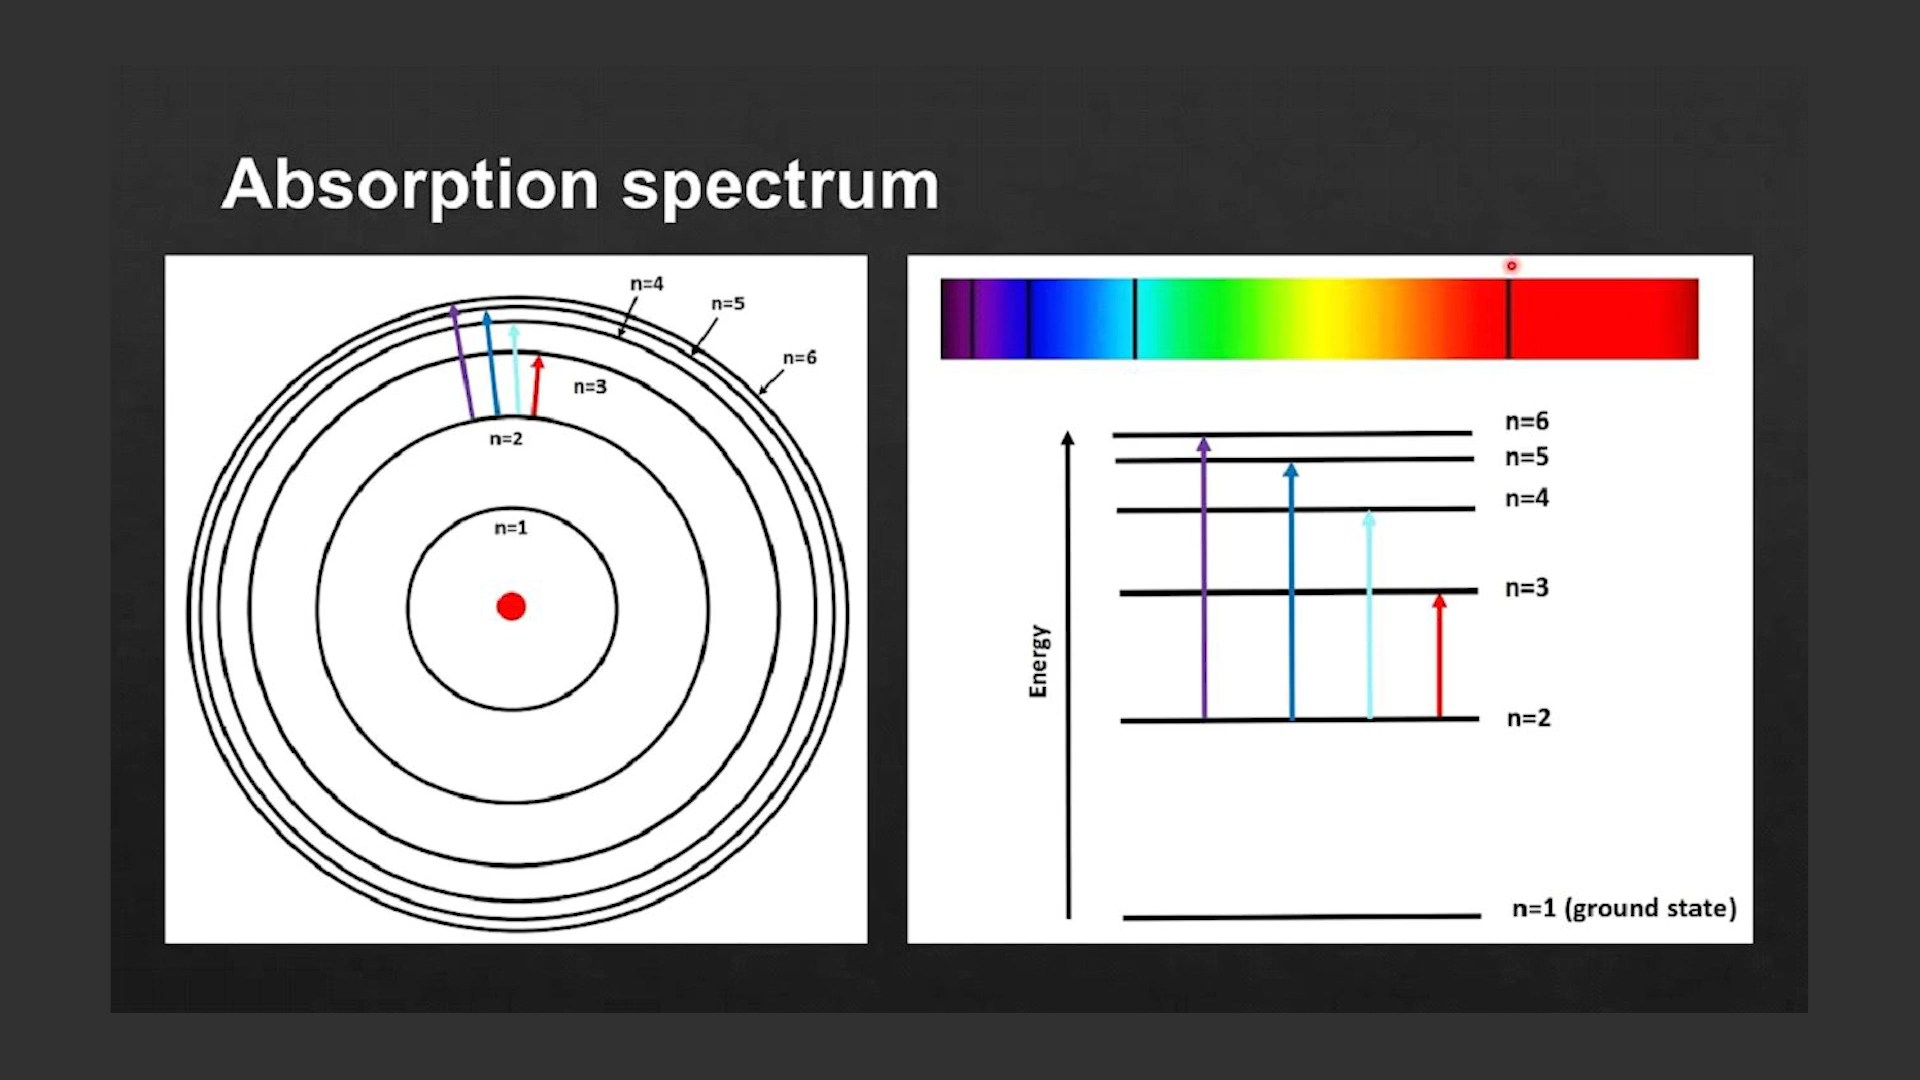 Absorption spectrum
n=4
n=5
n=6
n=3
n=2
n=1
n=6
n=5
n=4
n=3
Energy
n=2
n=1 (ground state)